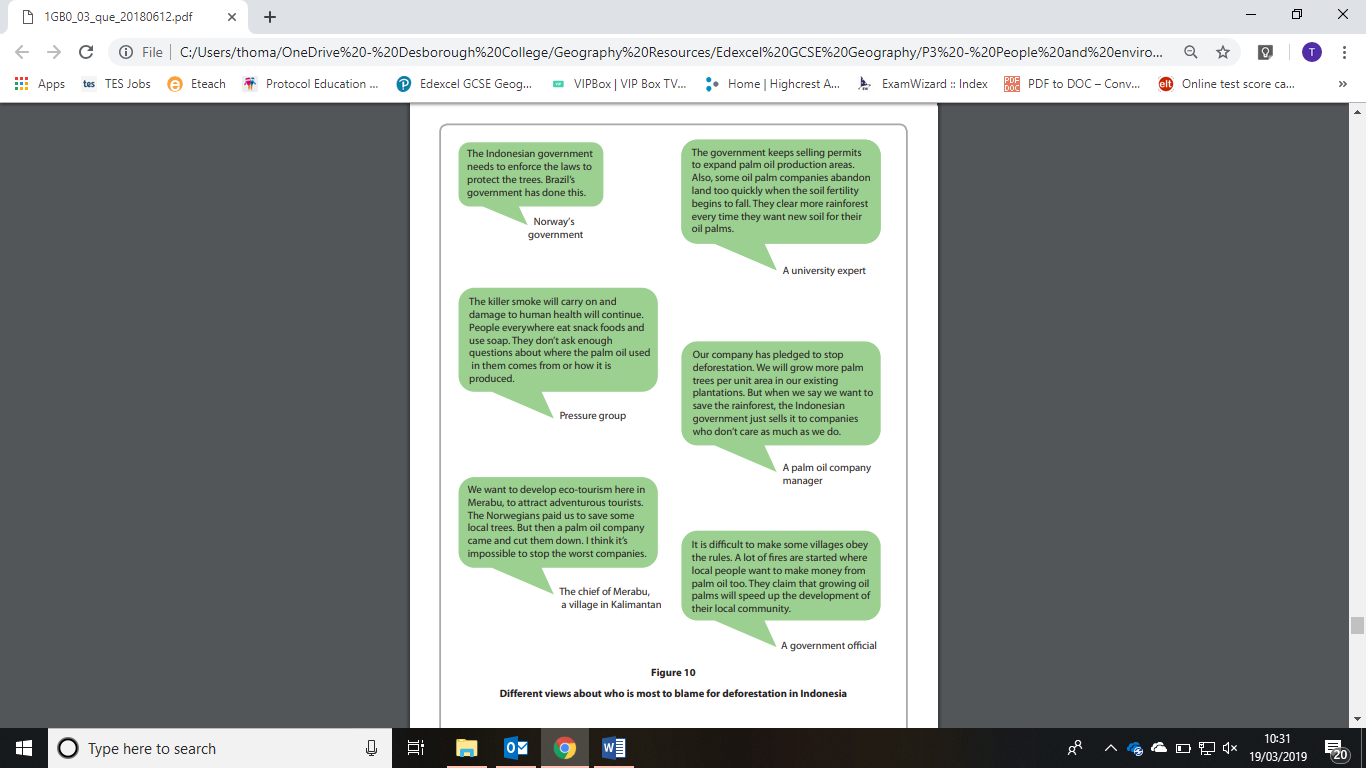 1GB0_03_que_20180612.pdf
File
C:/Users/thoma/OneDrive%20-%20Desborough%20College/Geography%20Resources/Edexcel%20GCSE%20Geography/P3%20-%20People%20and%20enviro...
T
Apps
tes
TES Jobs
Eteach
Protocol Education ...
Edexcel GCSE Geog...
VIPBox | VIP Box TV...
Home | Highcrest A...
ExamWizard :: Index
PDF
DOC
PDF to DOC – Conv...
elt
Online test score ca...
»
The Indonesian government
needs to enforce the laws to
protect the trees. Brazil's
government has done this.
Norway's
government
The government keeps selling permits
to expand palm oil production areas.
Also, some oil palm companies abandon
land too quickly when the soil fertility
begins to fall. They clear more rainforest
every time they want new soil for their
oil palms.
A university expert
The killer smoke will carry on and
damage to human health will continue.
People everywhere eat snack foods and
use soap. They don't ask enough
questions about where the palm oil used
in them comes from or how it is
produced.
Pressure group
Our company has pledged to stop
deforestation. We will grow more palm
trees per unit area in our existing
plantations. But when we say we want to
save the rainforest, the Indonesian
government just sells it to companies
who don't care as much as we do.
A palm oil company
manager
We want to develop eco-tourism here in
Merabu, to attract adventurous tourists.
The Norwegians paid us to save some
local trees. But then a palm oil company
came and cut them down. I think it's
impossible to stop the worst companies.
The chief of Merabu,
a village in Kalimantan
It is difficult to make some villages obey
the rules. A lot of fires are started where
local people want to make money from
palm oil too. They claim that growing oil
palms will speed up the development of
their local community.
A government official
Figure 10
Different views about who is most to blame for deforestation in Indonesia
Type here to search
10:31
19/03/2019
20